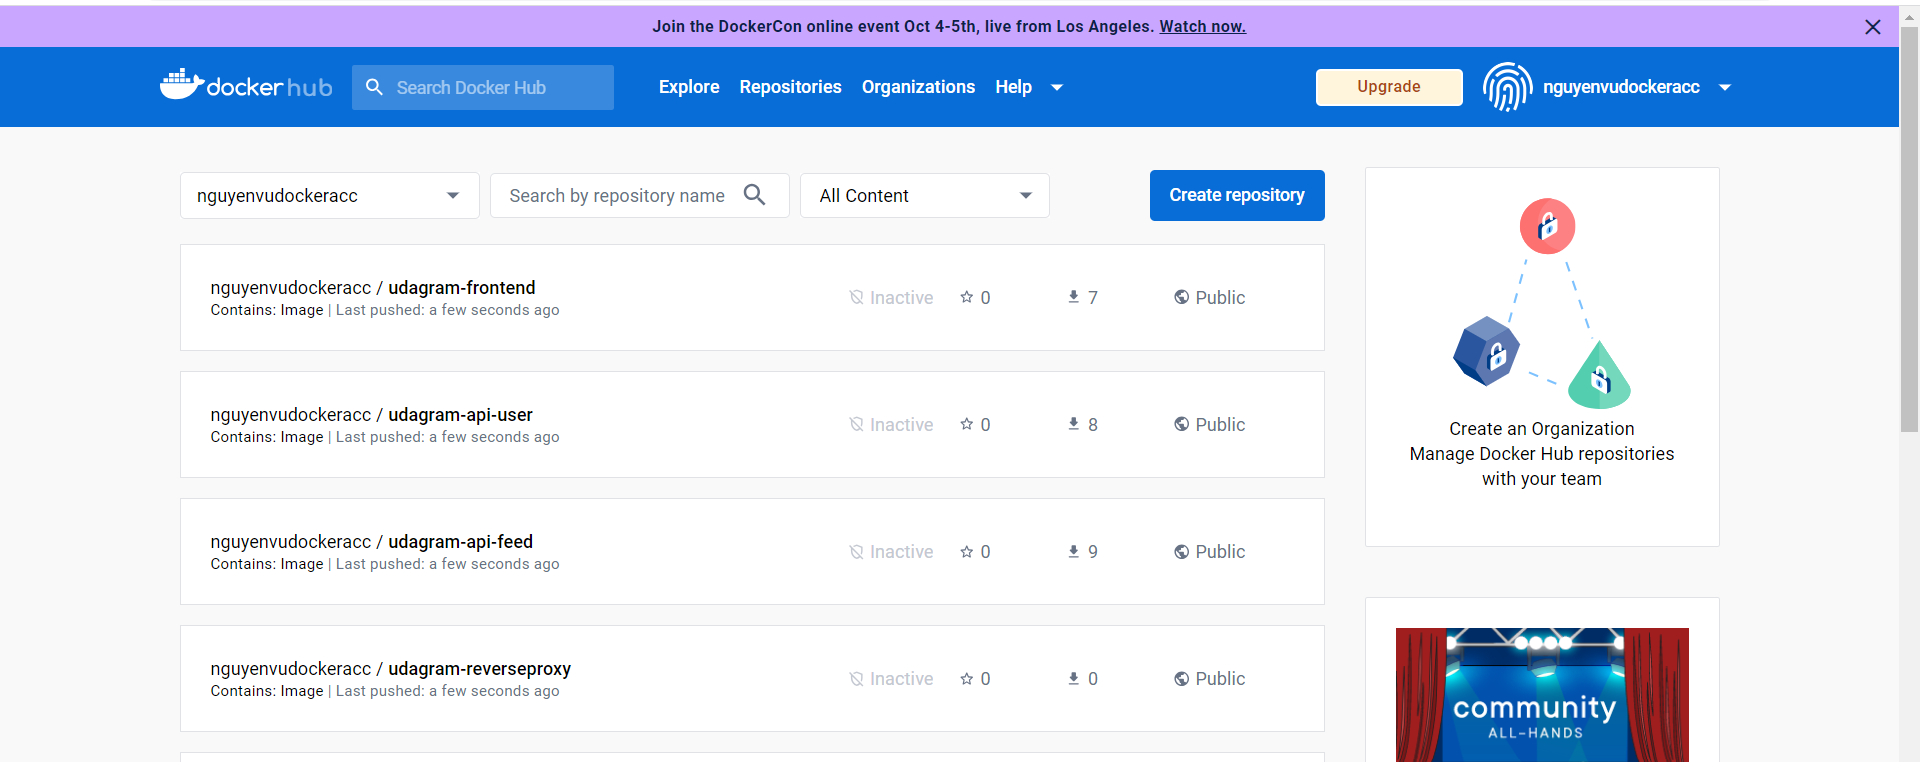 Join the DockerCon online event Oct 4-5th, live from Los Angeles. Watch now.
dockerhub Search Docker Hub Explore Repositories Organizations Help Upgrade nguyenvudockeracc
nguyenvudockeracc Search by repository name All Content Create repository
nguyenvudockeracc / udagram-frontend
Contains: Image | Last pushed: a few seconds ago
Inactive 0 7 Public
nguyenvudockeracc / udagram-api-user
Contains: Image | Last pushed: a few seconds ago
Inactive 0 8 Public
nguyenvudockeracc / udagram-api-feed
Contains: Image | Last pushed: a few seconds ago
Inactive 0 9 Public
nguyenvudockeracc / udagram-reverseproxy
Contains: Image | Last pushed: a few seconds ago
Inactive 0 0 Public
Create an Organization
Manage Docker Hub repositories
with your team
community
ALL-HANDS